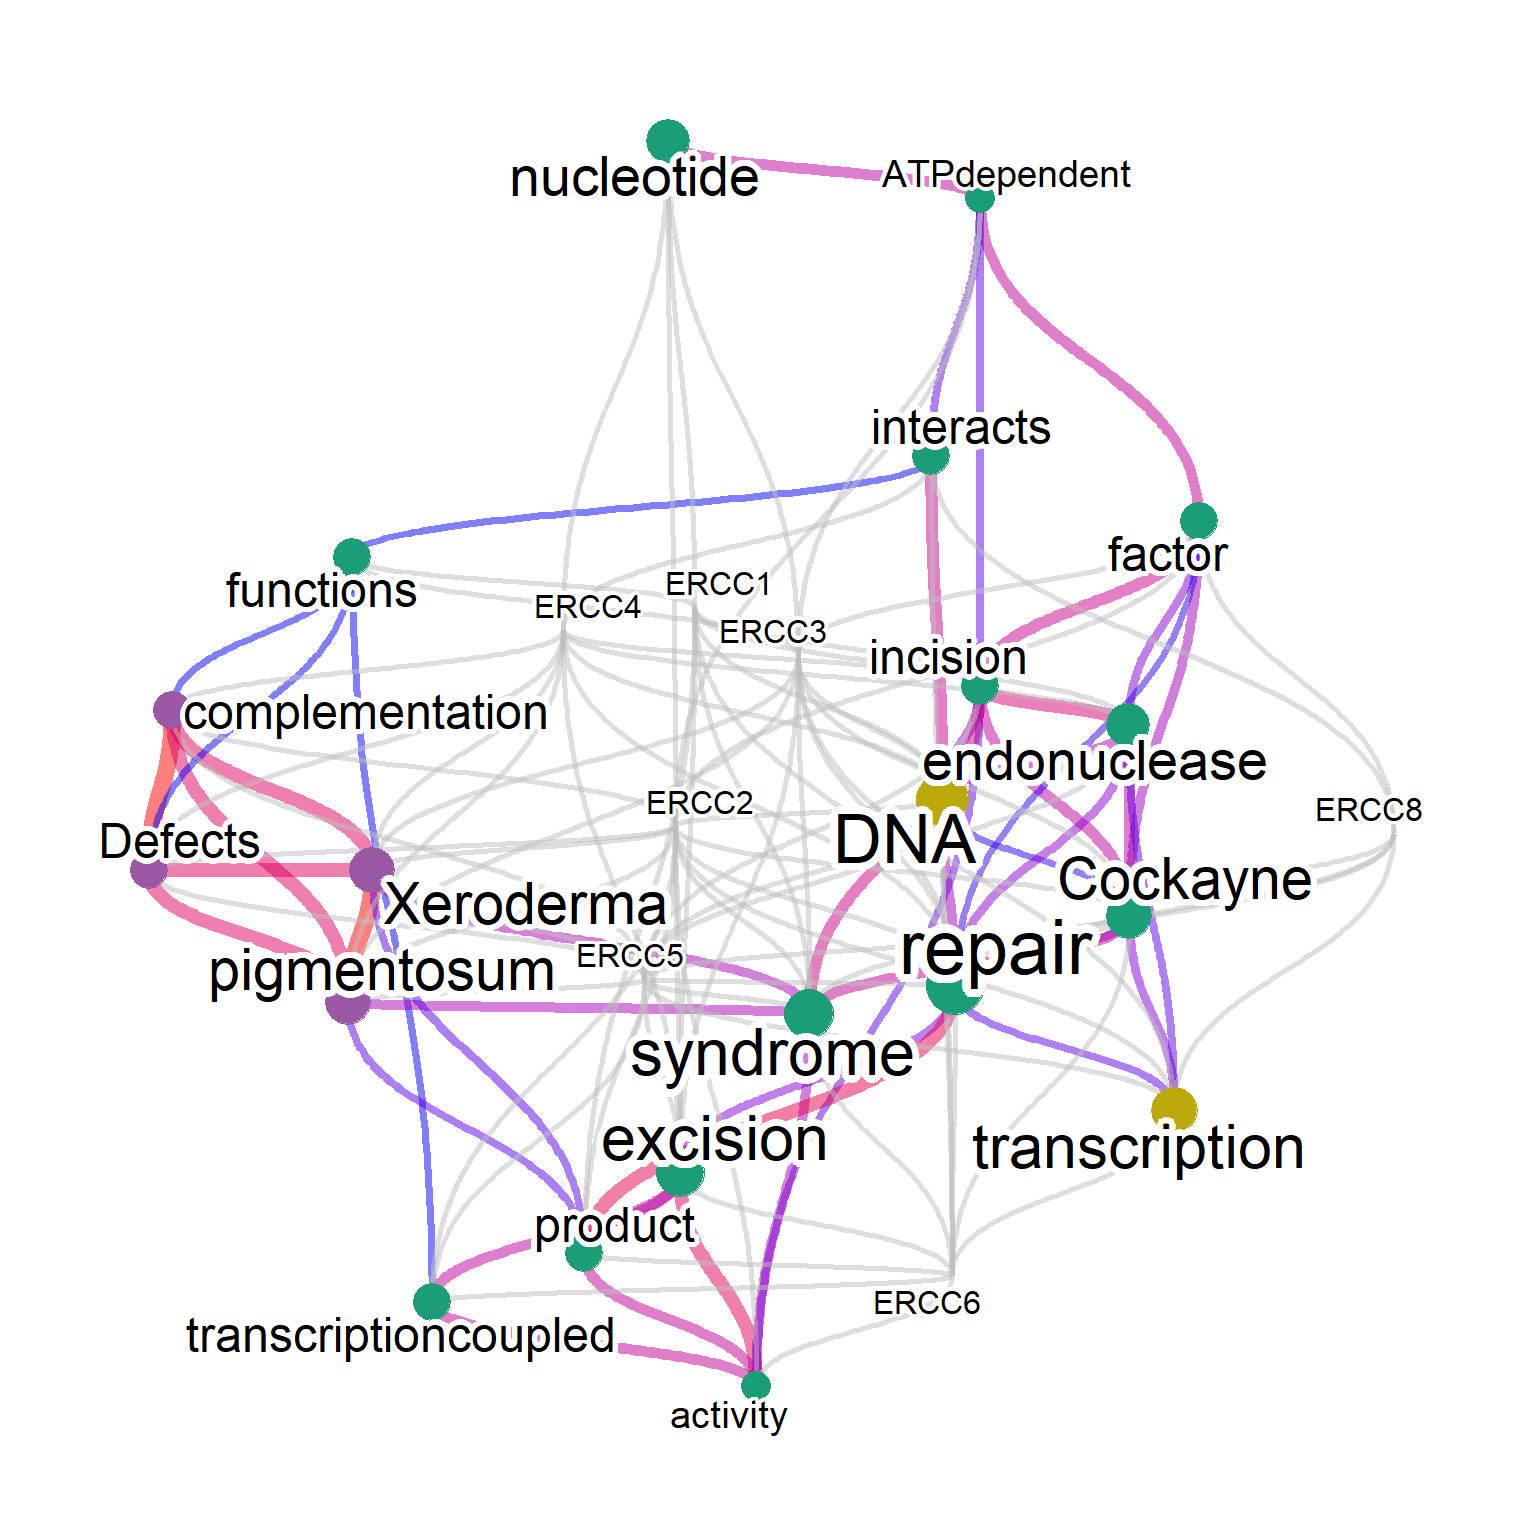 nucleotide
ATPdependent
interacts
factor
functions
ERCC1
ERCC4
ERCC3
incision
complementation
endonuclease
ERCC2
ERCC8
Defects
DNA
Cockayne
Xeroderma
repair
ERCC5
pigmentosum
syndrome
excision
transcription
product
ERCC6
transcriptioncoupled
activity